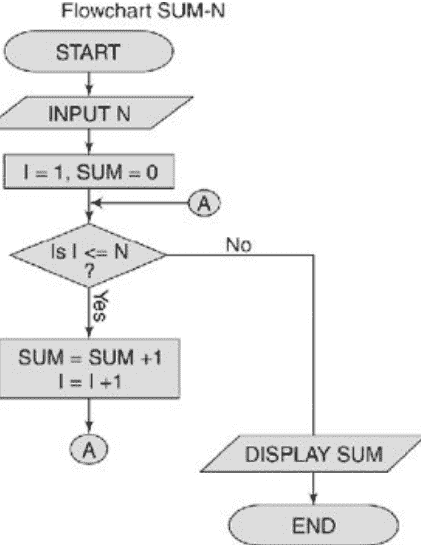 Flowchart SUM-N
START
INPUT N
I = 1, SUM = 0
A
Is I <= N
?
No
Yes
SUM = SUM +1
I = I +1
A
DISPLAY SUM
END